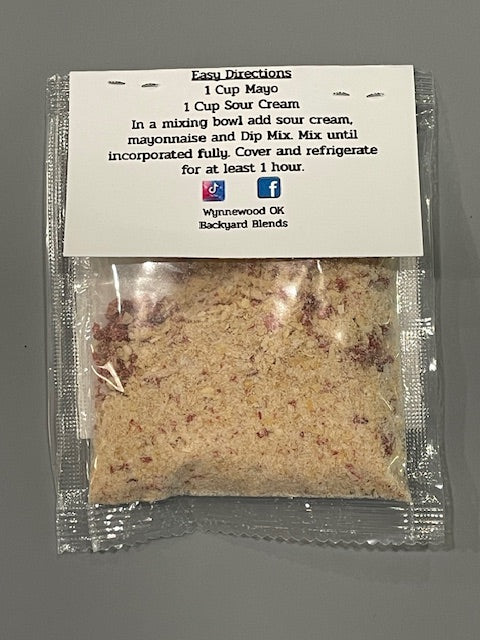 Easy Directions
1 Cup Mayo
1 Cup Sour Cream
In a mixing bowl add sour cream,
mayonnaise and Dip Mix. Mix until
incorporated fully. Cover and refrigerate
for at least 1 hour.
Wynnewood OK
Backyard Blends